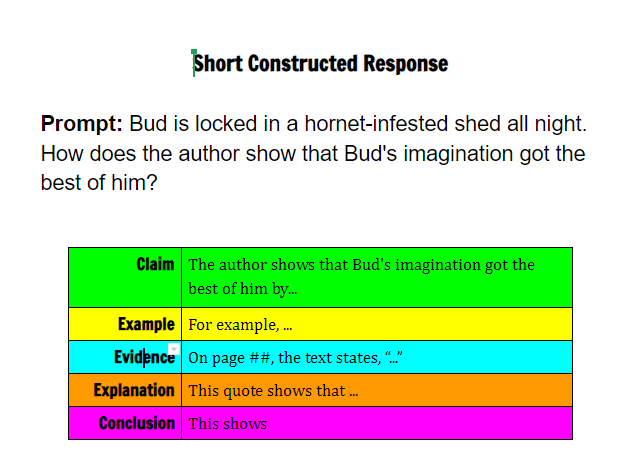 Short Constructed Response
Prompt: Bud is locked in a hornet-infested shed all night.
How does the author show that Bud's imagination got the
best of him?
Claim The author shows that Bud's imagination got the
best of him by...
Example For example, ...
Evidence On page ##, the text states, “...”
Explanation This quote shows that ...
Conclusion This shows